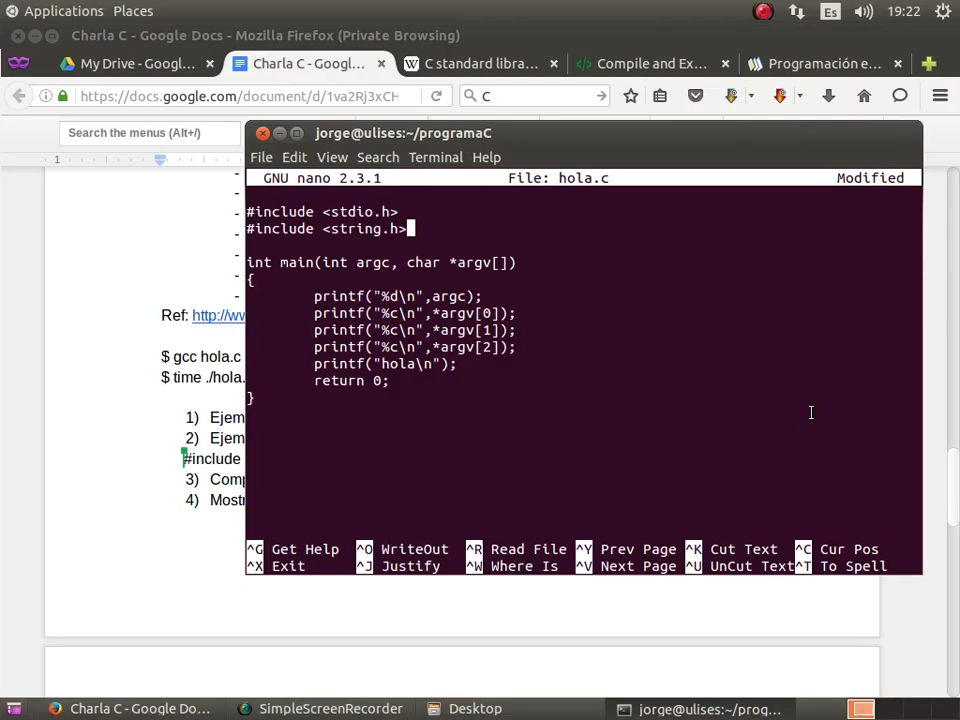 Applications Places Es 19:22
Charla C - Google Docs - Mozilla Firefox (Private Browsing)
My Drive - Googl... Charla C - Googl... C standard libra... Compile and Ex... Programación e...
https://docs.google.com/document/d/1va2Rj3xCH C
Search the menus (Alt+/)
1
jorge@ulises:~/programaC
File Edit View Search Terminal Help
GNU nano 2.3.1 File: hola.c Modified
#include <stdio.h>
#include <string.h>
int main(int argc, char *argv[])
{
printf("%d\n",argc);
printf("%c\n",*argv[0]);
printf("%c\n",*argv[1]);
printf("%c\n",*argv[2]);
printf("hola\n");
return 0;
}
^G Get Help ^O WriteOut ^R Read File ^Y Prev Page ^K Cut Text ^C Cur Pos
^X Exit ^J Justify ^W Where Is ^V Next Page ^U UnCut Text ^T To Spell
-
-
-
-
-
-
Ref: http://ww
$ gcc hola.c
$ time ./hola.
1) Ejem
2) Ejem
#include
3) Comp
4) Mostr
Charla C - Google Do... SimpleScreenRecorder Desktop jorge@ulises:~/prog...